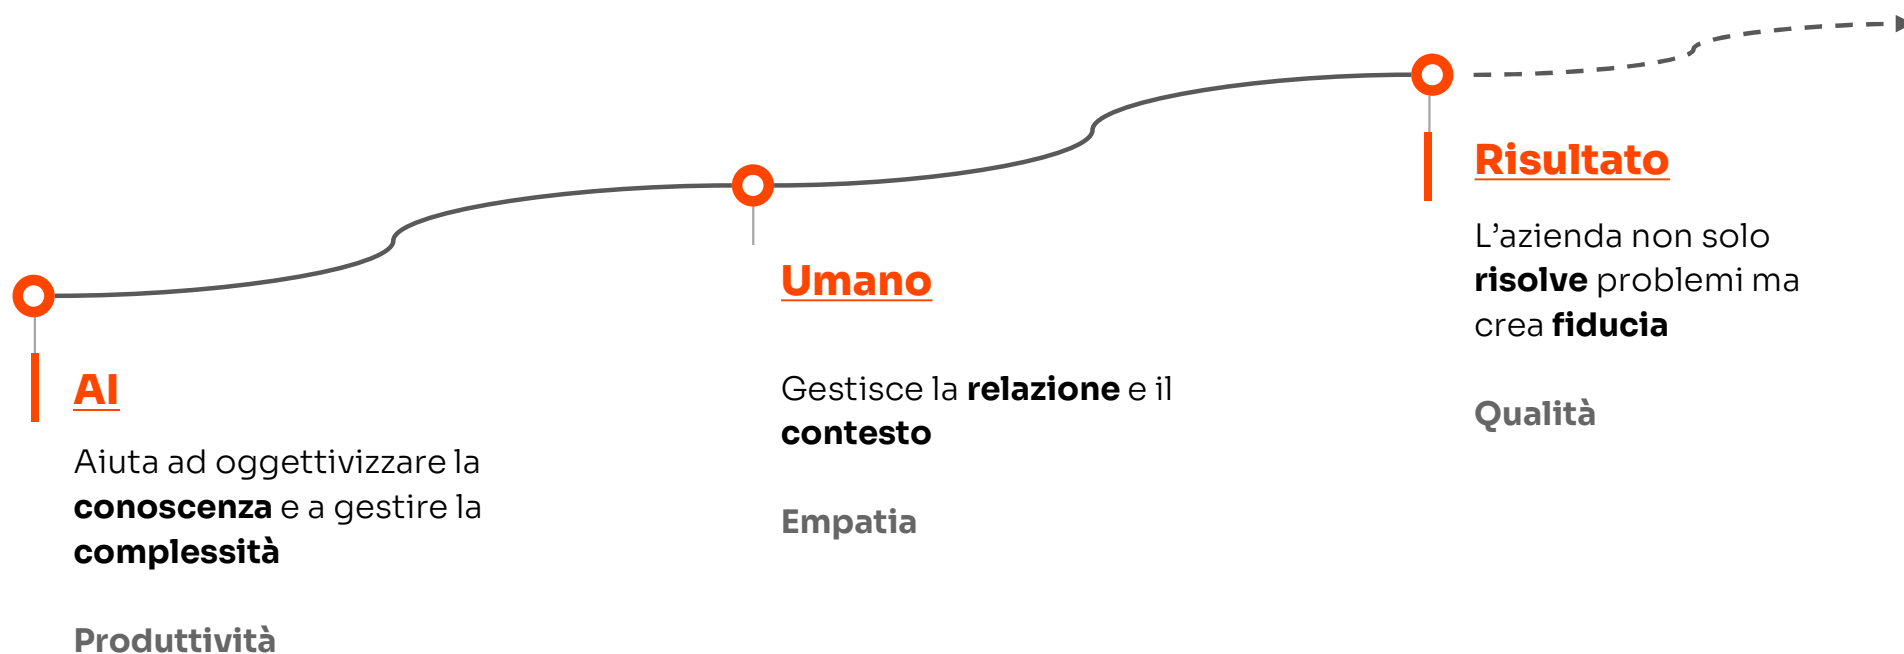 AI
Aiuta ad oggettivizzare la
conoscenza e a gestire la
complessità
Produttività
Umano
Gestisce la relazione e il
contesto
Empatia
Risultato
L’azienda non solo
risolve problemi ma
crea fiducia
Qualità